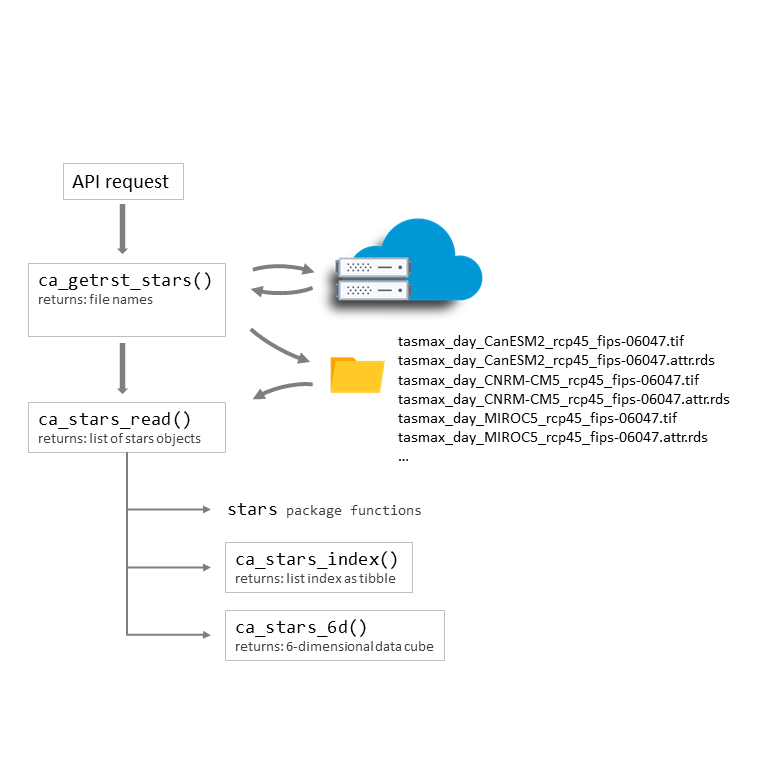 API request
ca_getrst_stars()
returns: file names
tasmax_day_CanESM2_rcp45_fips-06047.tif
tasmax_day_CanESM2_rcp45_fips-06047.attr.rds
tasmax_day_CNRM-CM5_rcp45_fips-06047.tif
tasmax_day_CNRM-CM5_rcp45_fips-06047.attr.rds
tasmax_day_MIROC5_rcp45_fips-06047.tif
tasmax_day_MIROC5_rcp45_fips-06047.attr.rds
...
ca_stars_read()
returns: list of stars objects
stars package functions
ca_stars_index()
returns: list index as tibble
ca_stars_6d()
returns: 6-dimensional data cube